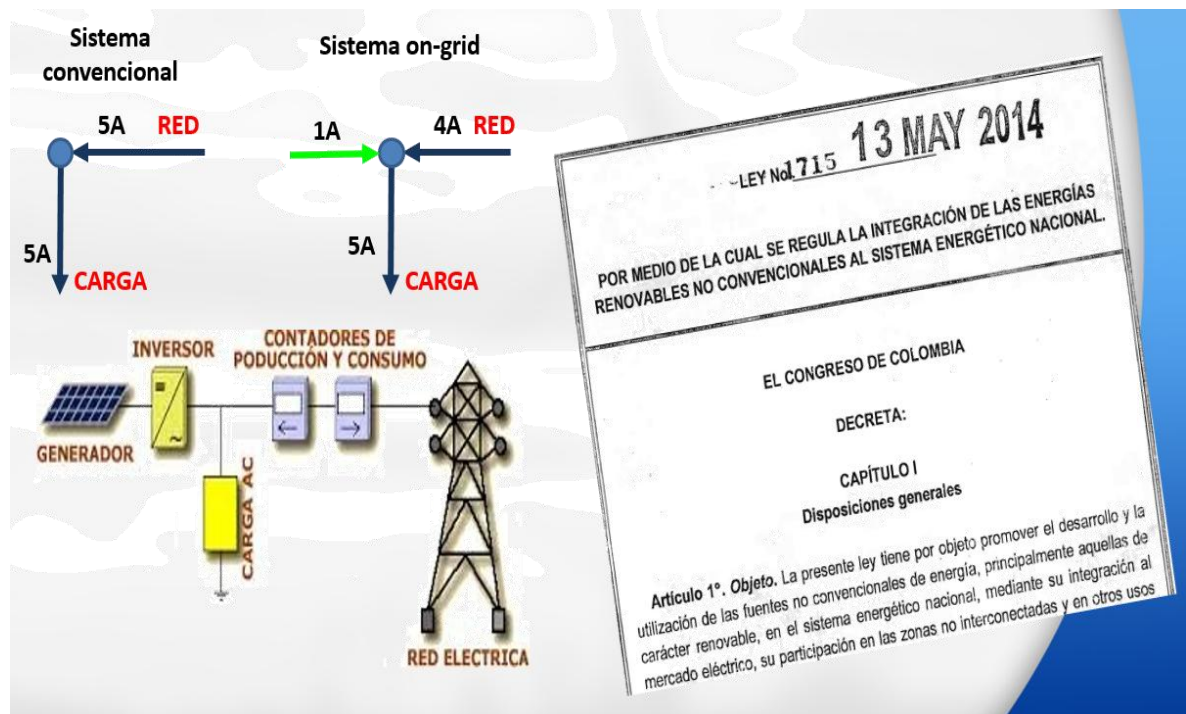 Sistema
convencional
5A RED
5A
CARGA
Sistema on-grid
1A
4A RED
5A
CARGA
INVERSOR
CONTADORES DE
PODUCCIÓN Y CONSUMO
GENERADOR
CARGA AC
RED ELECTRICA
LEY No. 1715 13 MAY 2014
POR MEDIO DE LA CUAL SE REGULA LA INTEGRACIÓN DE LAS ENERGÍAS
RENOVABLES NO CONVENCIONALES AL SISTEMA ENERGÉTICO NACIONAL.
EL CONGRESO DE COLOMBIA
DECRETA:
CAPÍTULO I
Disposiciones generales
Artículo 1°. Objeto. La presente ley tiene por objeto promover el desarrollo y la
utilización de las fuentes no convencionales de energía, principalmente aquellas de
carácter renovable, en el sistema energético nacional, mediante su integración al
mercado eléctrico, su participación en las zonas no interconectadas y en otros usos